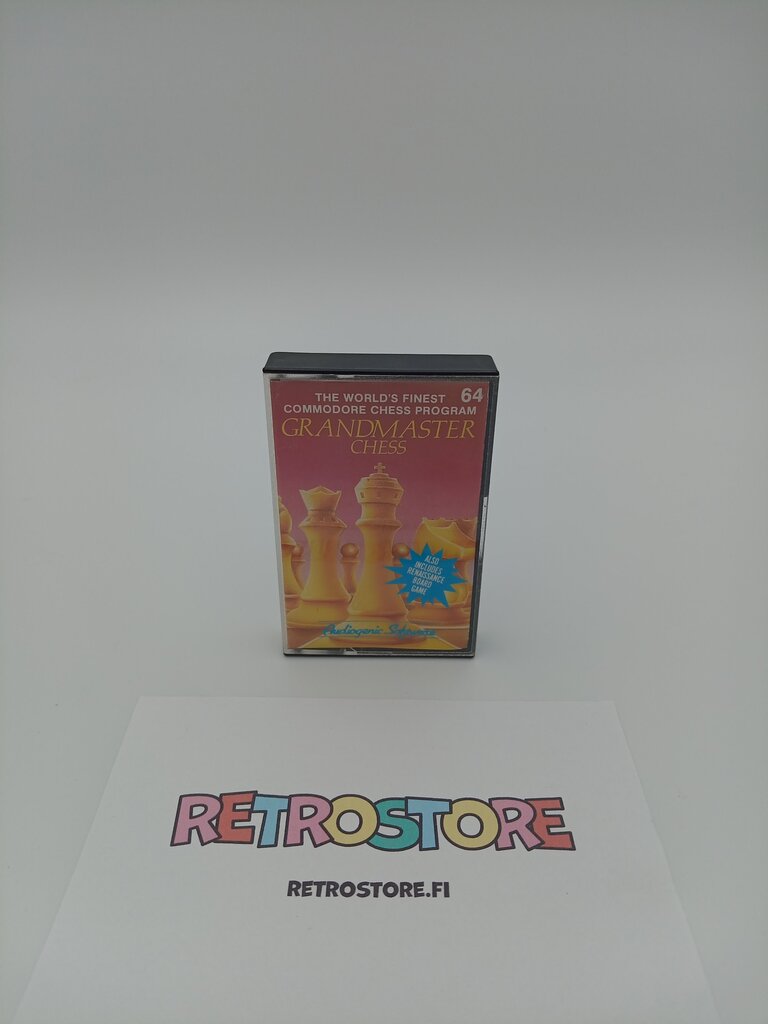 THE WORLD'S FINEST 64
COMMODORE CHESS PROGRAM
GRANDMASTER
CHESS
ALSO
INCLUDES
RENAISSANCE
BOARD
GAME
Audiogenic Software
RETROSTORE
RETROSTORE.FI